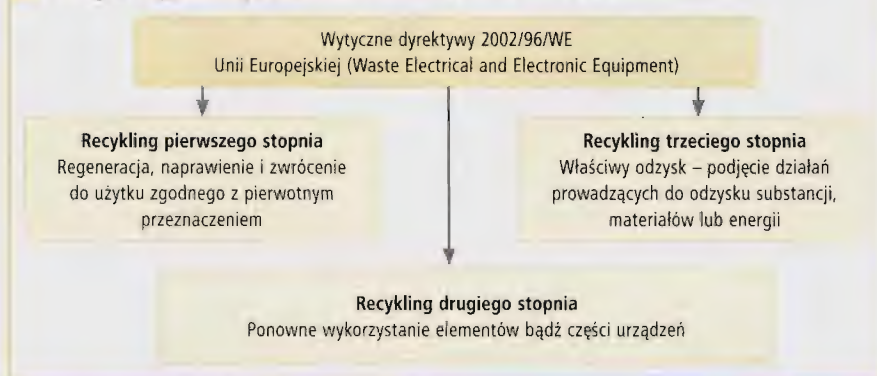 Wytyczne dyrektywy 2002/96/WE
Unii Europejskiej (Waste Electrical and Electronic Equipment)
Recykling pierwszego stopnia
Regeneracja, naprawienie i zwrócenie
do użytku zgodnego z pierwotnym
przeznaczeniem
Recykling trzeciego stopnia
Właściwy odzysk – podjęcie działań
prowadzących do odzysku substancji,
materiałów lub energii
Recykling drugiego stopnia
Ponowne wykorzystanie elementów bądź części urządzeń